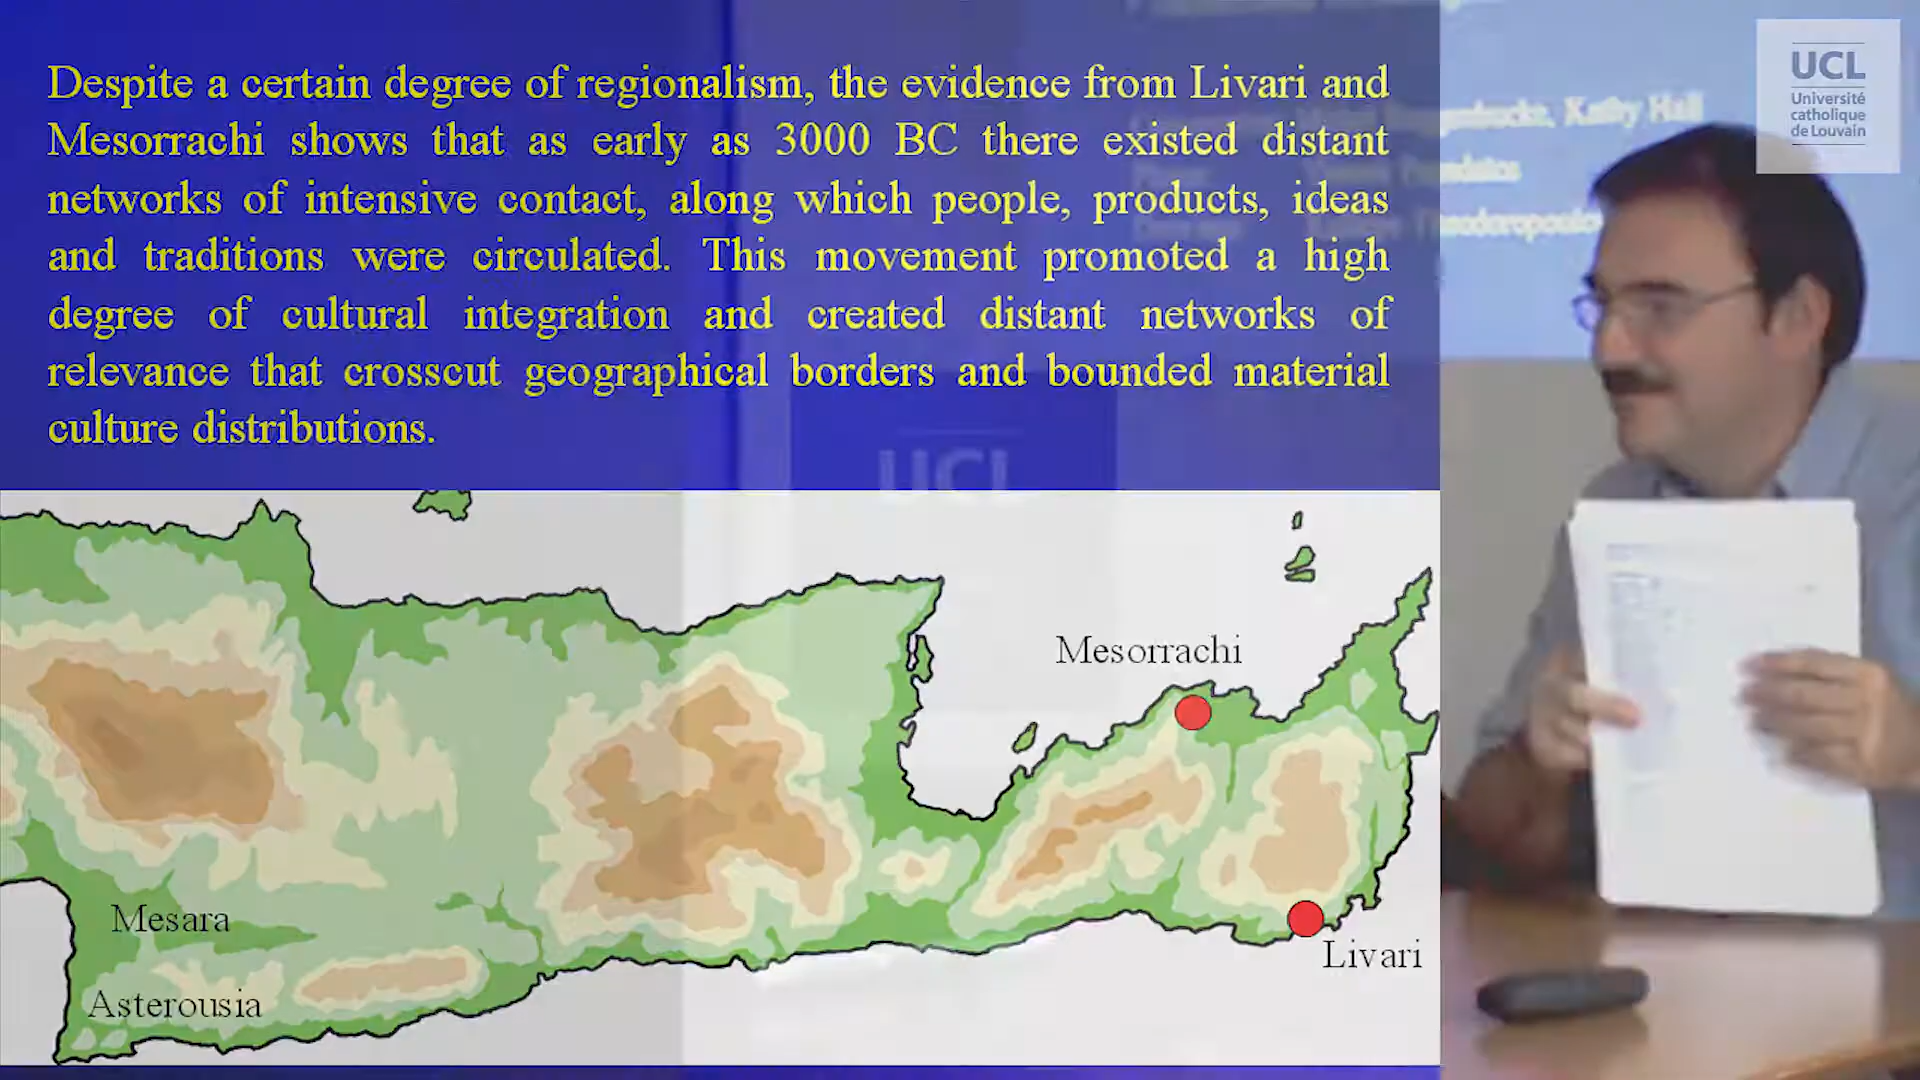 Despite a certain degree of regionalism, the evidence from Livari and
Mesorrachi shows that as early as 3000 BC there existed distant
networks of intensive contact, along which people, products, ideas
and traditions were circulated. This movement promoted a high
degree of cultural integration and created distant networks of
relevance that crosscut geographical borders and bounded material
culture distributions.
UCL
Mesorrachi
Mesara
Livari
Asterousia
Kathy Hall
UCL
Université
catholique
de Louvain